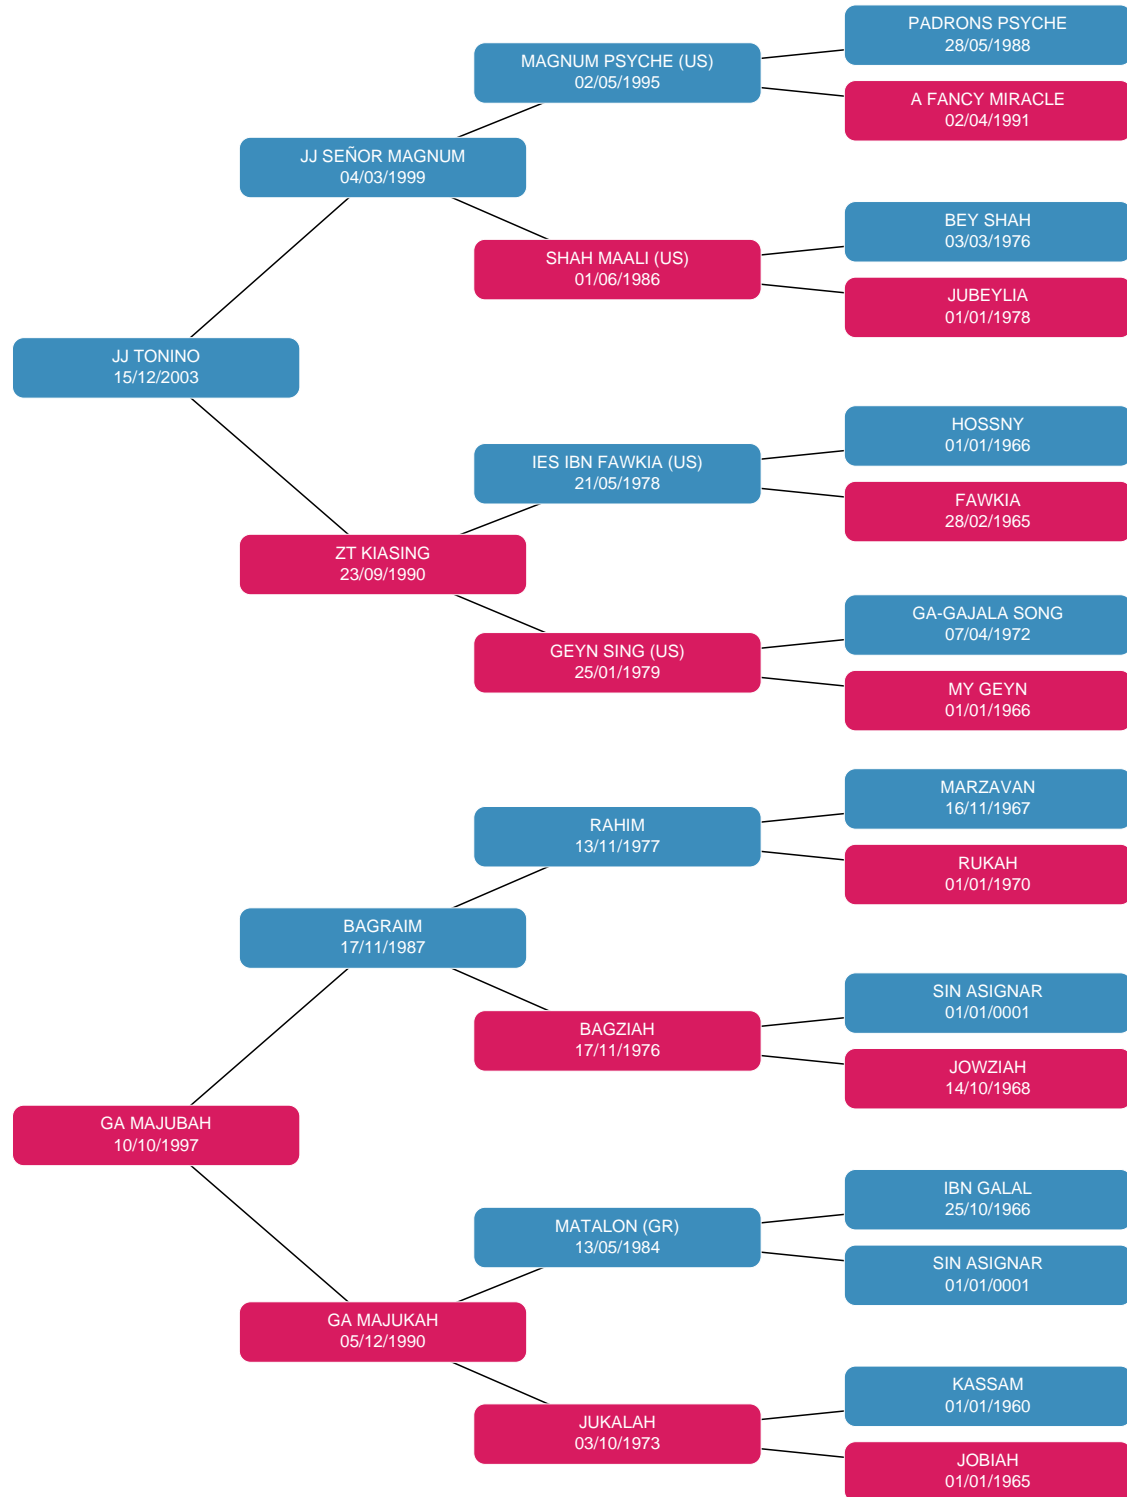 PADRONS PSYCHE
28/05/1988
MAGNUM PSYCHE (US)
02/05/1995
A FANCY MIRACLE
02/04/1991
JJ SEÑOR MAGNUM
04/03/1999
BEY SHAH
03/03/1976
SHAH MAALI (US)
01/06/1986
JUBEYLIA
01/01/1978
JJ TONINO
15/12/2003
HOSSNY
01/01/1966
IES IBN FAWKIA (US)
21/05/1978
FAWKIA
28/02/1965
ZT KIASING
23/09/1990
GA-GAJALA SONG
07/04/1972
GEYN SING (US)
25/01/1979
MY GEYN
01/01/1966
MARZAVAN
16/11/1967
RAHIM
13/11/1977
RUKAH
01/01/1970
BAGRAIM
17/11/1987
SIN ASIGNAR
01/01/0001
BAGZIAH
17/11/1976
JOWZIAH
14/10/1968
GA MAJUBAH
10/10/1997
IBN GALAL
25/10/1966
MATALON (GR)
13/05/1984
SIN ASIGNAR
01/01/0001
GA MAJUKAH
05/12/1990
KASSAM
01/01/1960
JUKALAH
03/10/1973
JOBIAH
01/01/1965